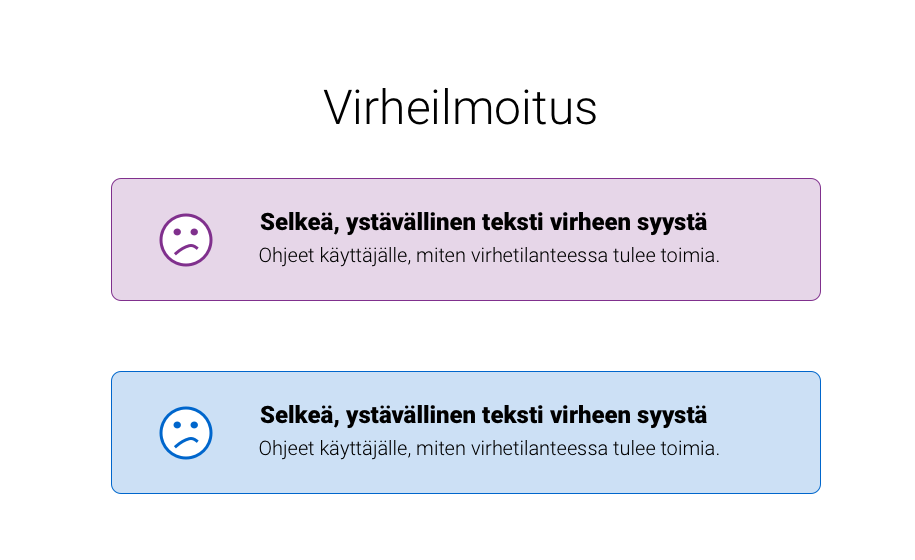 Virheilmoitus
Selkeä, ystävällinen teksti virheen syystä
Ohjeet käyttäjälle, miten virhetilanteessa tulee toimia.
Selkeä, ystävällinen teksti virheen syystä
Ohjeet käyttäjälle, miten virhetilanteessa tulee toimia.